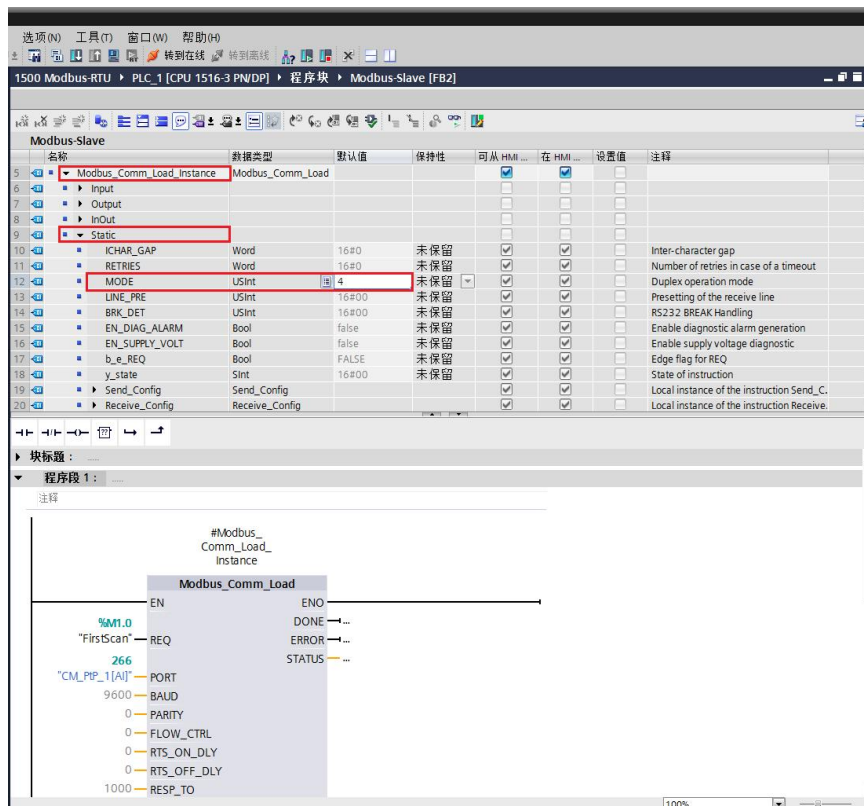 选项(N) 工具(T) 窗口(W) 帮助(H)
转到在线 转到离线
1500 Modbus-RTU ▸ PLC_1 [CPU 1516-3 PN/DP] ▸ 程序块 ▸ Modbus-Slave [FB2]
Modbus-Slave
名称 数据类型 默认值 保持性 可从 HMI ... 在 HMI ... 设置值 注释
5 Modbus_Comm_Load_Instance Modbus_Comm_Load
6 Input
7 Output
8 InOut
9 Static
10 ICHAR_GAP Word 16#0 未保留 Inter-character gap
11 RETRIES Word 16#0 未保留 Number of retries in case of a timeout
12 MODE USInt 4 未保留 Duplex operation mode
13 LINE_PRE USInt 16#00 未保留 Presetting of the receive line
14 BRK_DET USInt 16#00 未保留 RS232 BREAK Handling
15 EN_DIAG_ALARM Bool false 未保留 Enable diagnostic alarm generation
16 EN_SUPPLY_VOLT Bool false 未保留 Enable supply voltage diagnostic
17 b_e_REQ Bool FALSE 未保留 Edge flag for REQ
18 y_state SInt 16#00 未保留 State of instruction
19 Send_Config Send_Config Local instance of the instruction Send_C.
20 Receive_Config Receive_Config Local instance of the instruction Receive.
??
块标题： .....
程序段 1： .....
注释
#Modbus_
Comm_Load_
Instance
Modbus_Comm_Load
EN ENO
DONE ...
%M1.0
"FirstScan" REQ ERROR ...
266 STATUS ...
"CM_PtP_1[AI]" PORT
9600 BAUD
0 PARITY
0 FLOW_CTRL
0 RTS_ON_DLY
0 RTS_OFF_DLY
1000 RESP_TO
100%